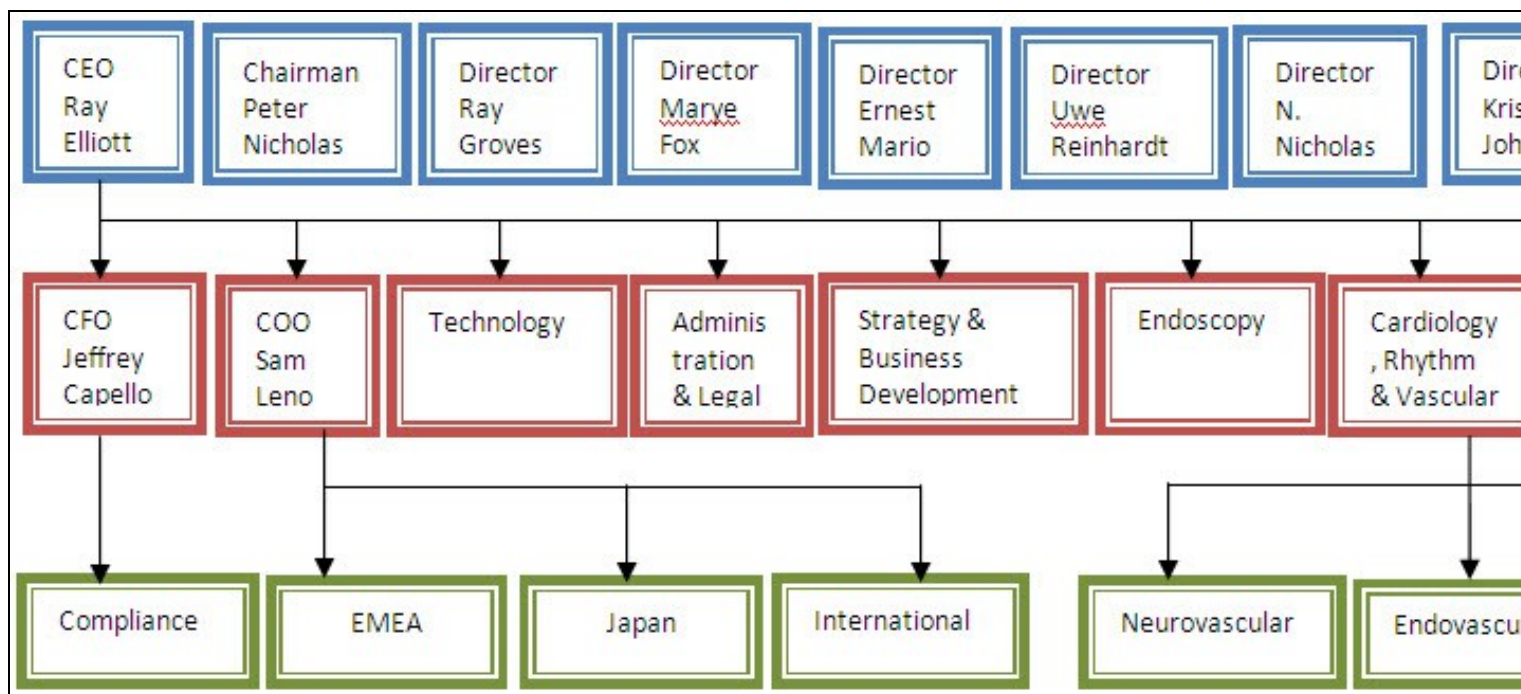 CEO
Ray
Elliott
Chairman
Peter
Nicholas
Director
Ray
Groves
Director
Marye
Fox
Director
Ernest
Mario
Director
Uwe
Reinhardt
Director
N.
Nicholas
CFO
Jeffrey
Capello
COO
Sam
Leno
Technology
Adminis
tration
& Legal
Strategy &
Business
Development
Endoscopy
Cardiology
, Rhythm
& Vascular
Compliance
EMEA
Japan
International
Neurovascular